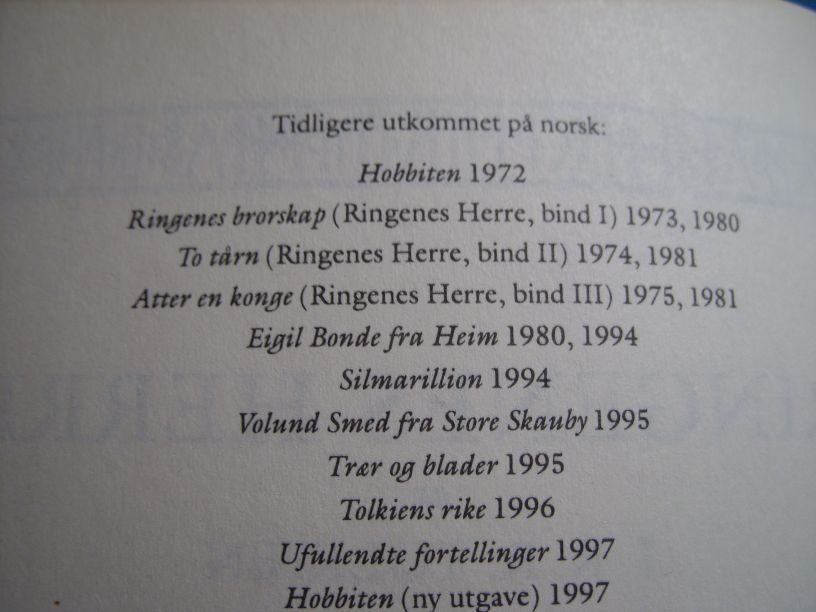 Tidligere utkommet på norsk:
Hobbiten 1972
Ringenes brorskap (Ringenes Herre, bind I) 1973, 1980
To tårn (Ringenes Herre, bind II) 1974, 1981
Atter en konge (Ringenes Herre, bind III) 1975, 1981
Eigil Bonde fra Heim 1980, 1994
Silmarillion 1994
Volund Smed fra Store Skauby 1995
Trær og blader 1995
Tolkiens rike 1996
Ufullendte fortellinger 1997
Hobbiten (ny utgave) 1997